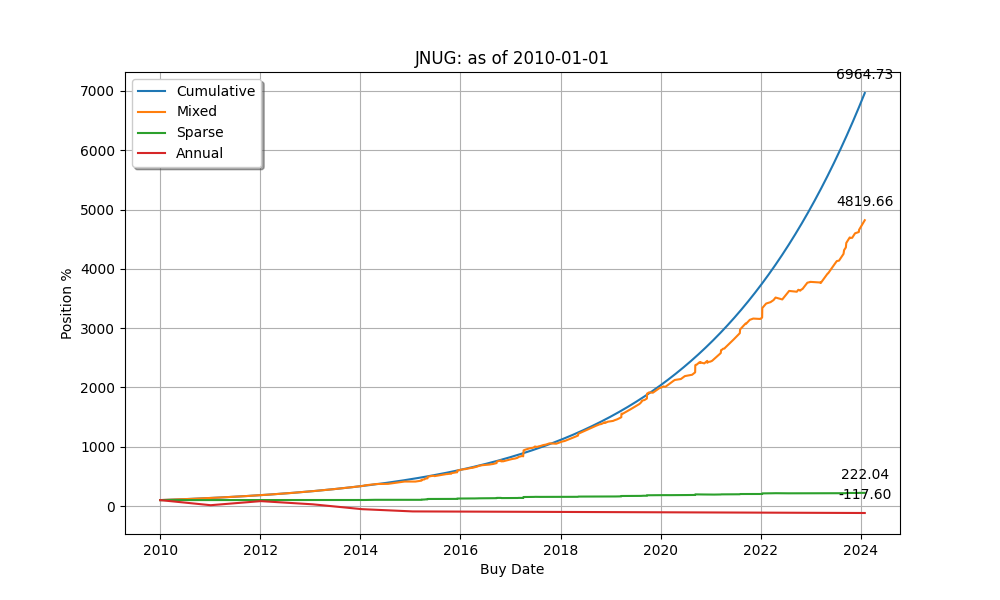 JNUG: as of 2010-01-01
Cumulative
Mixed
Sparse
Annual
6964.73
4819.66
222.04
-117.60
Position %
7000
6000
5000
4000
3000
2000
1000
0
2010 2012 2014 2016 2018 2020 2022 2024
Buy Date